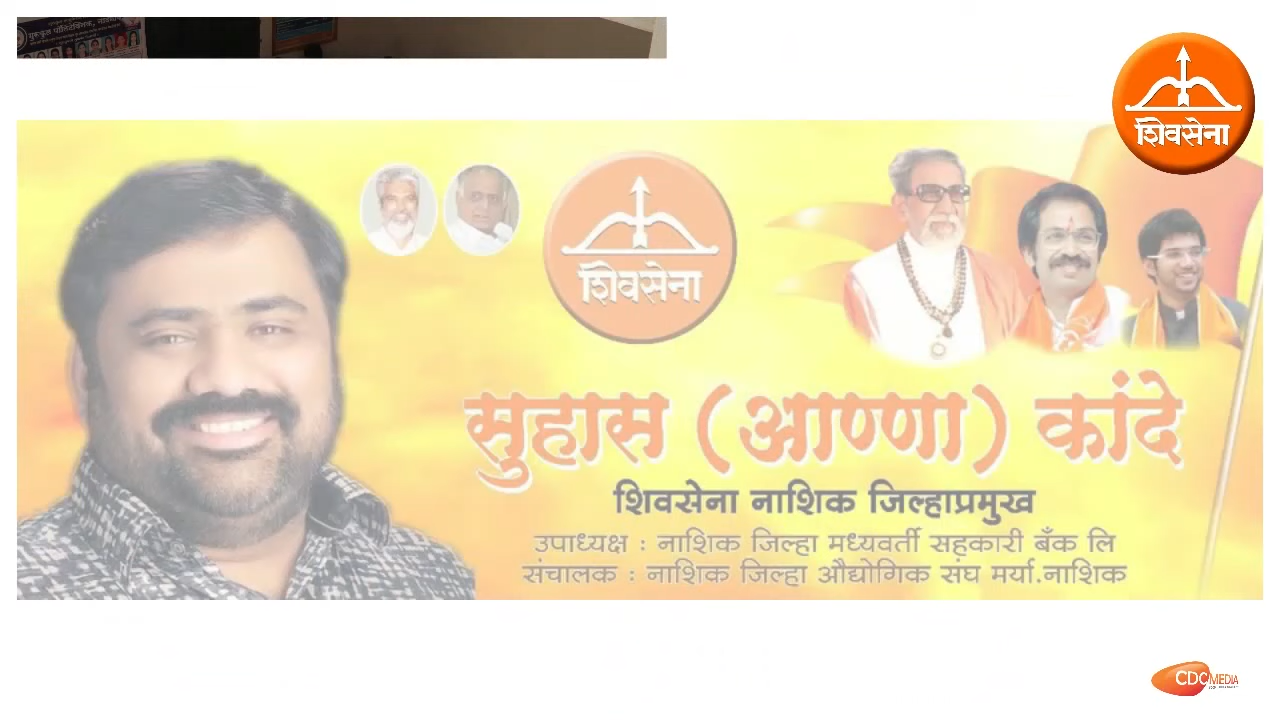 शिवसेना
शिवसेना
सुहास (आण्णा) कांदे
शिवसेना नाशिक जिल्हाप्रमुख
उपाध्यक्ष : नाशिक जिल्हा मध्यवर्ती सहकारी बँक लि
संचालक : नाशिक जिल्हा औद्योगिक संघ मर्या.नाशिक
CDC MEDIA